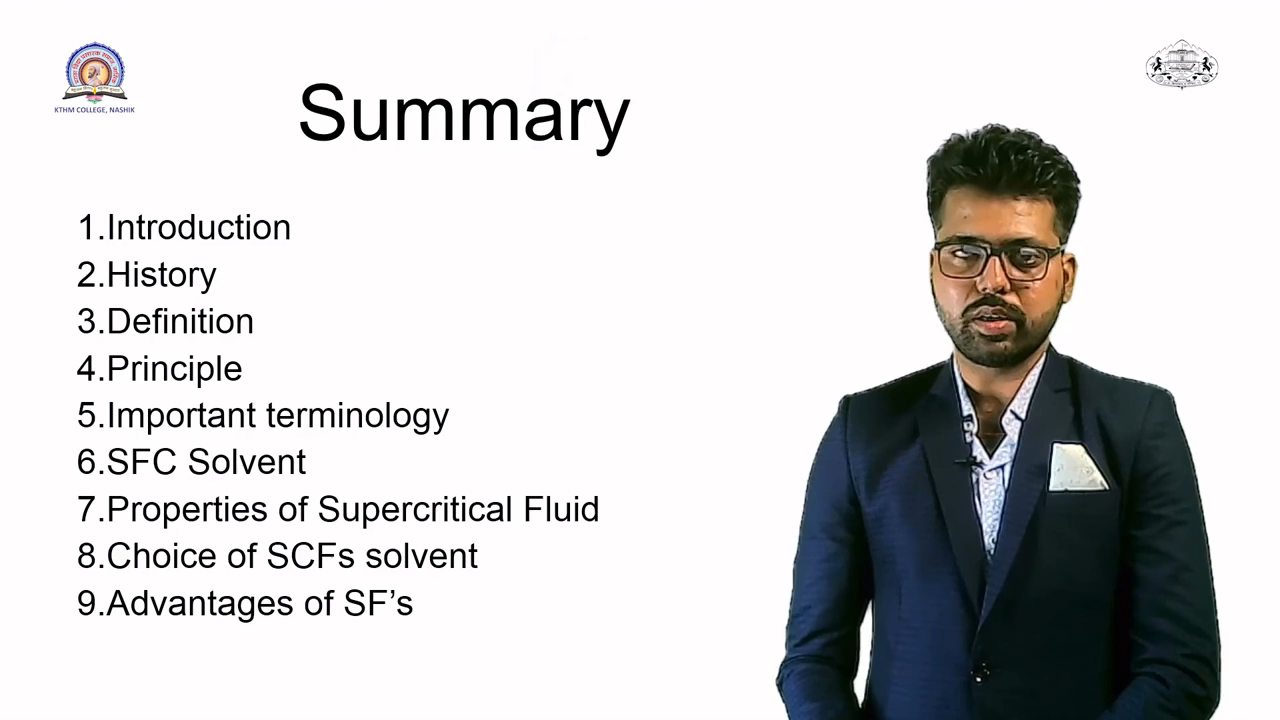 KTHM COLLEGE, NASHIK
Summary
1.Introduction
2.History
3.Definition
4.Principle
5.Important terminology
6.SFC Solvent
7.Properties of Supercritical Fluid
8.Choice of SCFs solvent
9.Advantages of SF’s